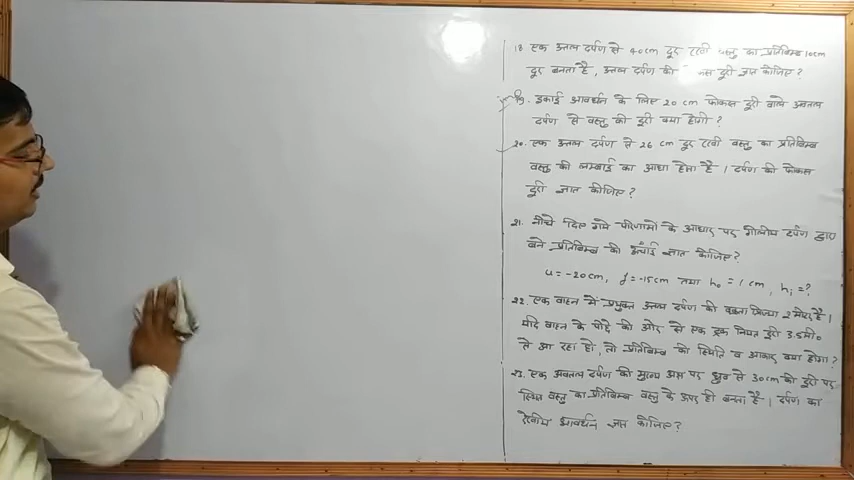 18. एक उत्तल दर्पण से 40cm दूर रखी वस्तु का प्रतिबिम्ब 10cm
दूर बनता है, उत्तल दर्पण की दूरी ज्ञात कीजिए?
19. इकाई आवर्धन के लिए 20 cm फोकस दूरी वाले अवतल
दर्पण से वस्तु की दूरी क्या होगी?
20. एक उत्तल दर्पण से 26 cm दूर रखी वस्तु का प्रतिबिम्ब
वस्तु की लम्बाई का आधा होता है। दर्पण की फोकस
दूरी ज्ञात कीजिए?
21. नीचे दिए गये परिणामों के आधार पर गोलीय दर्पण द्वारा
बने प्रतिबिम्ब की ऊँचाई ज्ञात कीजिए?
u = -20cm, f = -15cm तथा h₀ = 1 cm, hᵢ = ?
22. एक वाहन में प्रयुक्त उत्तल दर्पण की वक्रता त्रिज्या 2 मीटर है।
यदि वाहन के पीछे की ओर से एक ट्रक नियत दूरी 3.5मी०
से आ रहा हो, तो प्रतिबिम्ब की स्थिति व आकार क्या होगा?
23. एक अवतल दर्पण की मुख्य अक्ष पर ध्रुव से 30cm की दूरी पर
स्थित वस्तु का प्रतिबिम्ब वस्तु के ऊपर ही बनता है। दर्पण का
रेखीय आवर्धन ज्ञात कीजिए?